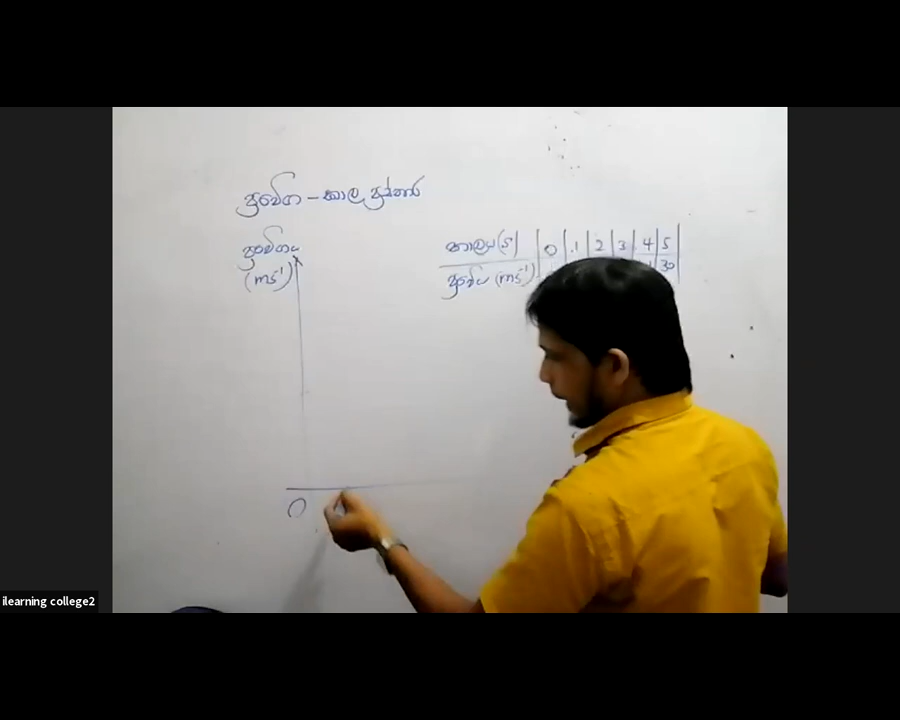 ප්‍රවේග - කාල ප්‍රස්තාර
ප්‍රවේගය
(ms⁻¹)
කාලය (s) 0 1 2 3 4 5
ප්‍රවේගය (ms⁻¹) 30
0
ilearning college2